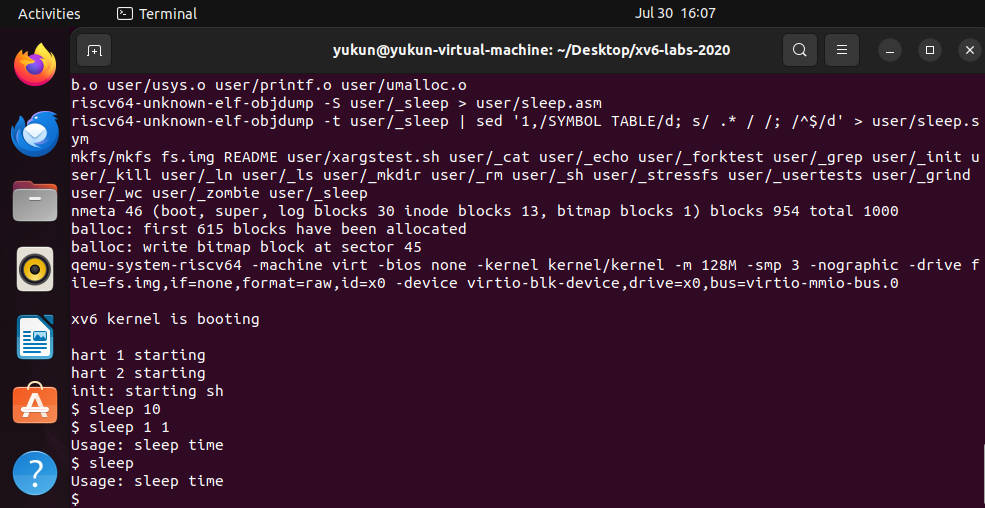 Activities Terminal Jul 30 16:07
yukun@yukun-virtual-machine: ~/Desktop/xv6-labs-2020
b.o user/usys.o user/printf.o user/umalloc.o
riscv64-unknown-elf-objdump -S user/_sleep > user/sleep.asm
riscv64-unknown-elf-objdump -t user/_sleep | sed '1,/SYMBOL TABLE/d; s/ .* / /; /^$/d' > user/sleep.s
ym
mkfs/mkfs fs.img README user/xargstest.sh user/_cat user/_echo user/_forktest user/_grep user/_init u
ser/_kill user/_ln user/_ls user/_mkdir user/_rm user/_sh user/_stressfs user/_usertests user/_grind
user/_wc user/_zombie user/_sleep
nmeta 46 (boot, super, log blocks 30 inode blocks 13, bitmap blocks 1) blocks 954 total 1000
balloc: first 615 blocks have been allocated
balloc: write bitmap block at sector 45
qemu-system-riscv64 -machine virt -bios none -kernel kernel/kernel -m 128M -smp 3 -nographic -drive f
ile=fs.img,if=none,format=raw,id=x0 -device virtio-blk-device,drive=x0,bus=virtio-mmio-bus.0
xv6 kernel is booting
hart 1 starting
hart 2 starting
init: starting sh
$ sleep 10
$ sleep 1 1
Usage: sleep time
$ sleep
Usage: sleep time
$